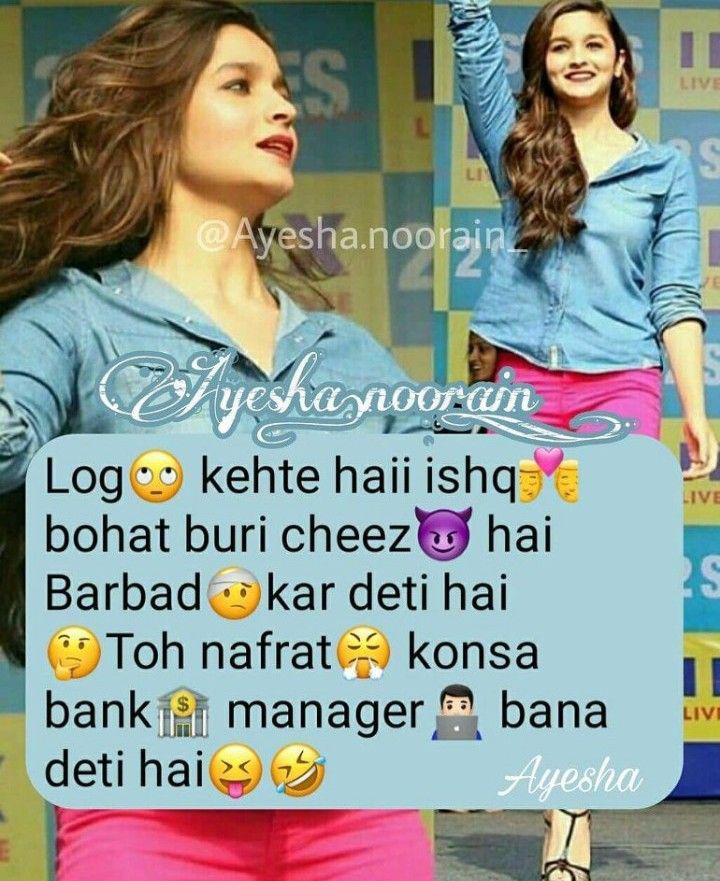 @Ayesha.noorain_
Ayesha noorain
Log🙄 kehte haii ishq💏
bohat buri cheez😈 hai
Barbad🤕kar deti hai
🤔Toh nafrat😤 konsa
bank🏦 manager👨‍💻 bana
deti hai😝🤣
Ayesha